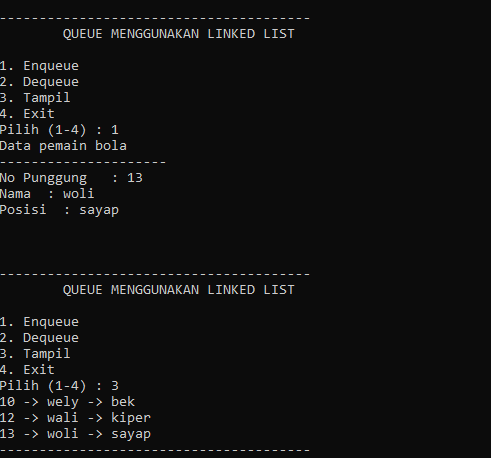 ---------------------------------------
QUEUE MENGGUNAKAN LINKED LIST
1. Enqueue
2. Dequeue
3. Tampil
4. Exit
Pilih (1-4) : 1
Data pemain bola
---------------------
No Punggung   : 13
Nama  : woli
Posisi  : sayap
---------------------------------------
QUEUE MENGGUNAKAN LINKED LIST
1. Enqueue
2. Dequeue
3. Tampil
4. Exit
Pilih (1-4) : 3
10 -> wely -> bek
12 -> wali -> kiper
13 -> woli -> sayap
---------------------------------------